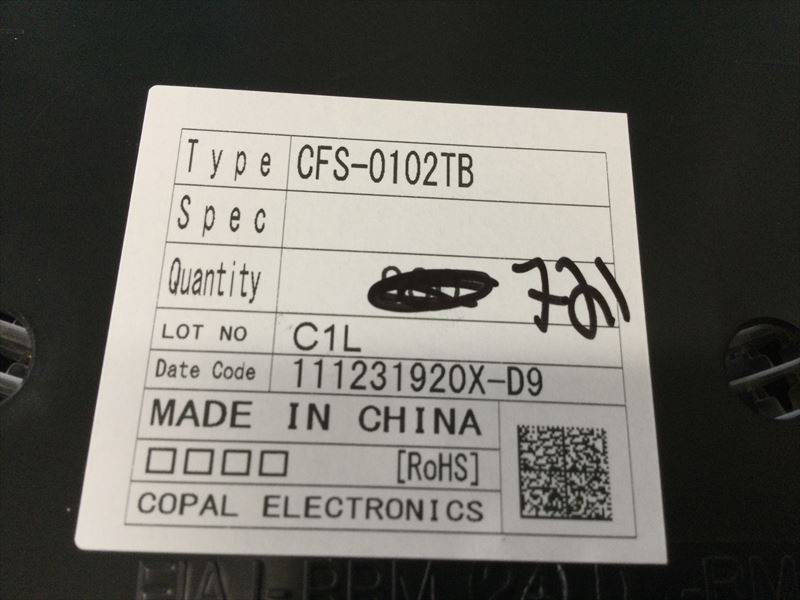 Type CFS-0102TB
Spec
Quantity 721
LOT NO C1L
Date Code 111231920X-D9
MADE IN CHINA
□□□□ [RoHS]
COPAL ELECTRONICS